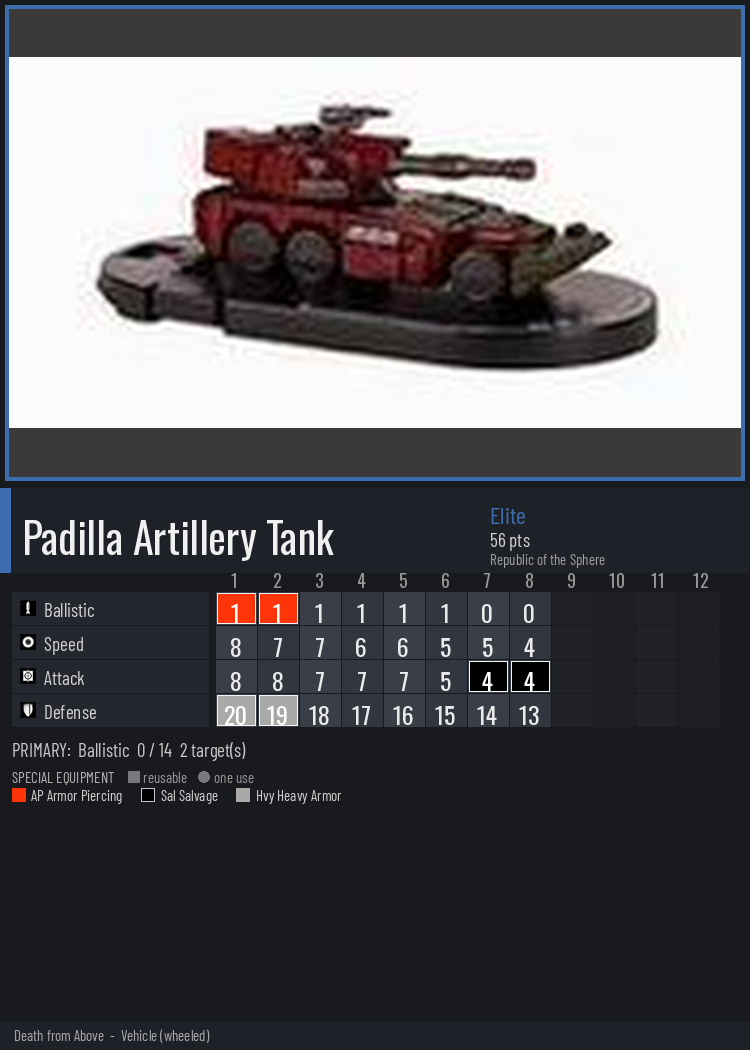 Padilla Artillery Tank
Elite
56 pts
Republic of the Sphere
1 2 3 4 5 6 7 8 9 10 11 12
Ballistic 1 1 1 1 1 1 0 0
Speed 8 7 7 6 6 5 5 4
Attack 8 8 7 7 7 5 4 4
Defense 20 19 18 17 16 15 14 13
PRIMARY: Ballistic 0 / 14 2 target(s)
SPECIAL EQUIPMENT reusable one use
AP Armor Piercing Sal Salvage Hvy Heavy Armor
Death from Above - Vehicle (wheeled)